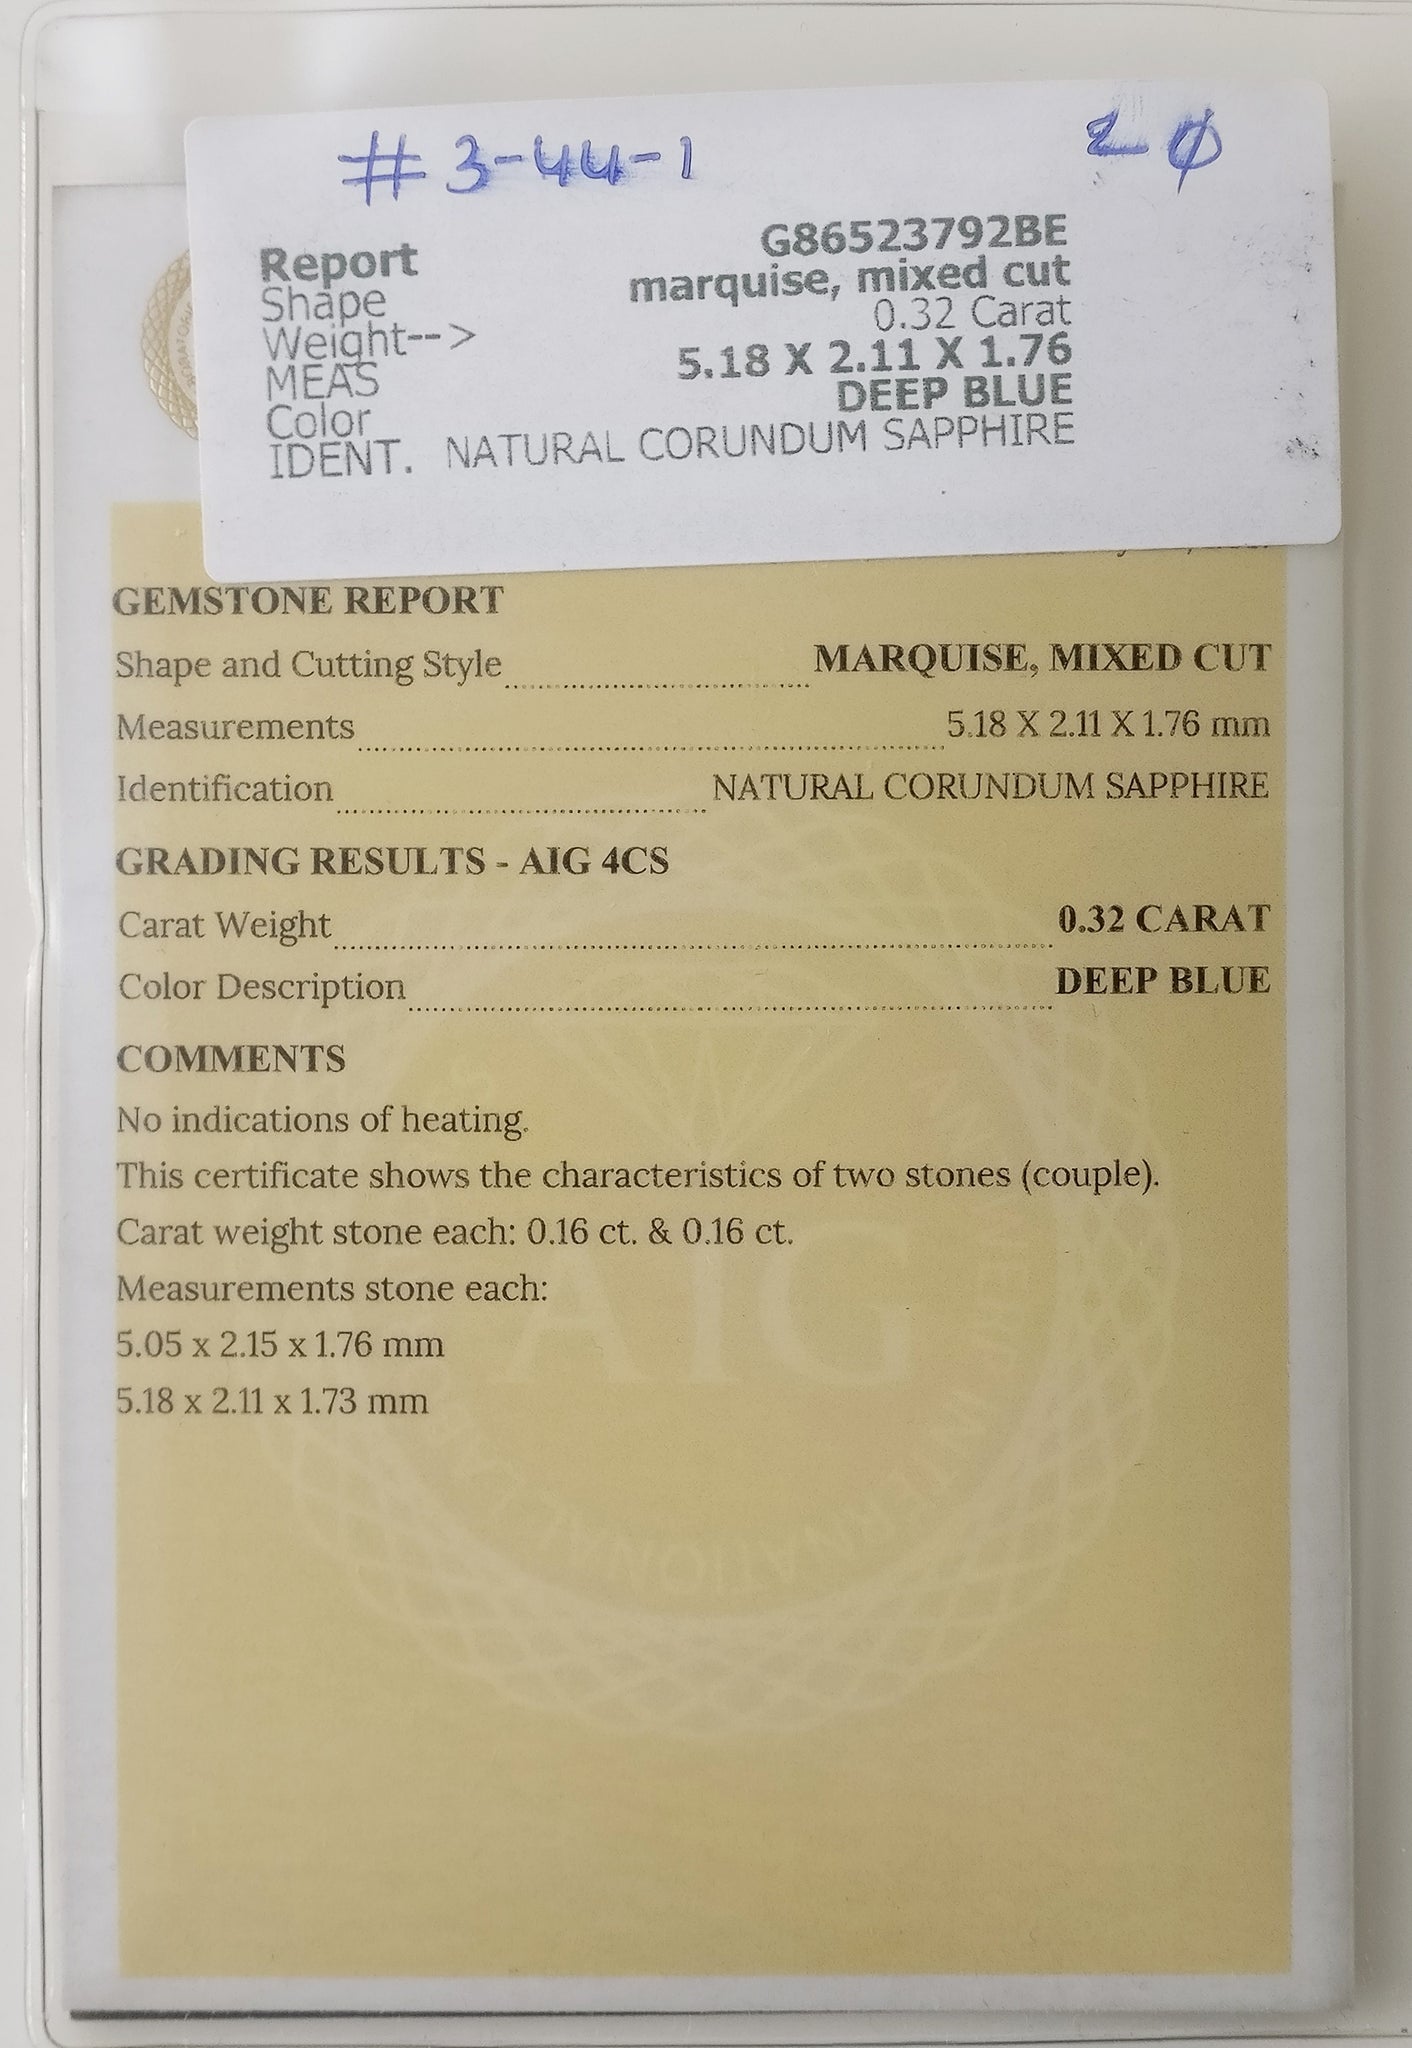 # 3-44-1
Report G86523792BE
Shape marquise, mixed cut
Weight--> 0.32 Carat
MEAS 5.18 X 2.11 X 1.76
Color DEEP BLUE
IDENT. NATURAL CORUNDUM SAPPHIRE
GEMSTONE REPORT
Shape and Cutting Style MARQUISE, MIXED CUT
Measurements 5.18 X 2.11 X 1.76 mm
Identification NATURAL CORUNDUM SAPPHIRE
GRADING RESULTS - AIG 4CS
Carat Weight 0.32 CARAT
Color Description DEEP BLUE
COMMENTS
No indications of heating.
This certificate shows the characteristics of two stones (couple).
Carat weight stone each: 0.16 ct. & 0.16 ct.
Measurements stone each:
5.05 x 2.15 x 1.76 mm
5.18 x 2.11 x 1.73 mm
AIG